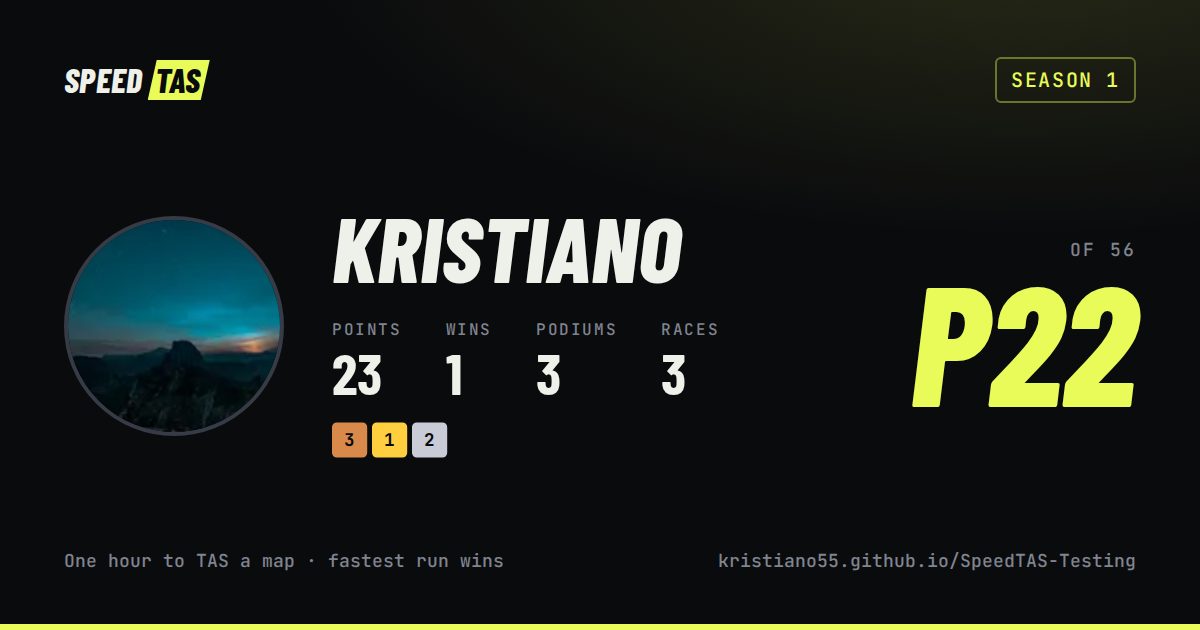 SPEED TAS
SEASON 1
KRISTIANO
POINTS WINS PODIUMS RACES
23 1 3 3
3 1 2
OF 56
P22
One hour to TAS a map · fastest run wins
kristiano55.github.io/SpeedTAS-Testing